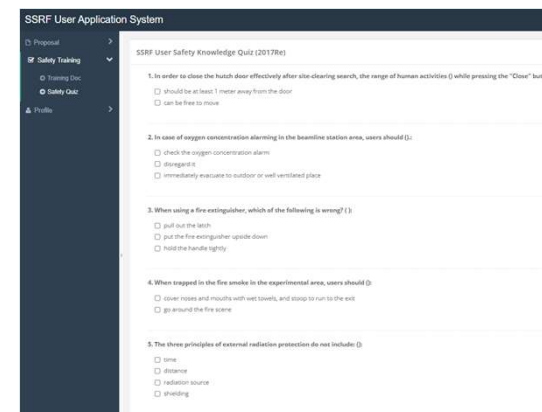 SSRF User Application System
Proposal
Safety Training
Training Doc
Safety Quiz
Profile
SSRF User Safety Knowledge Quiz (2017Re)
1. In order to close the hutch door effectively after site-clearing search, the range of human activities () while pressing the "Close" but
should be at least 1 meter away from the door
can be free to move
2. In case of oxygen concentration alarming in the beamline station area, users should ().:
check the oxygen concentration alarm
disregard it
immediately evacuate to outdoor or well ventilated place
3. When using a fire extinguisher, which of the following is wrong? ( ):
pull out the latch
put the fire extinguisher upside down
hold the handle tightly
4. When trapped in the fire smoke in the experimental area, users should ():
cover noses and mouths with wet towels, and stoop to run to the exit
go around the fire scene
5. The three principles of external radiation protection do not include: ():
time
distance
radiation source
shielding